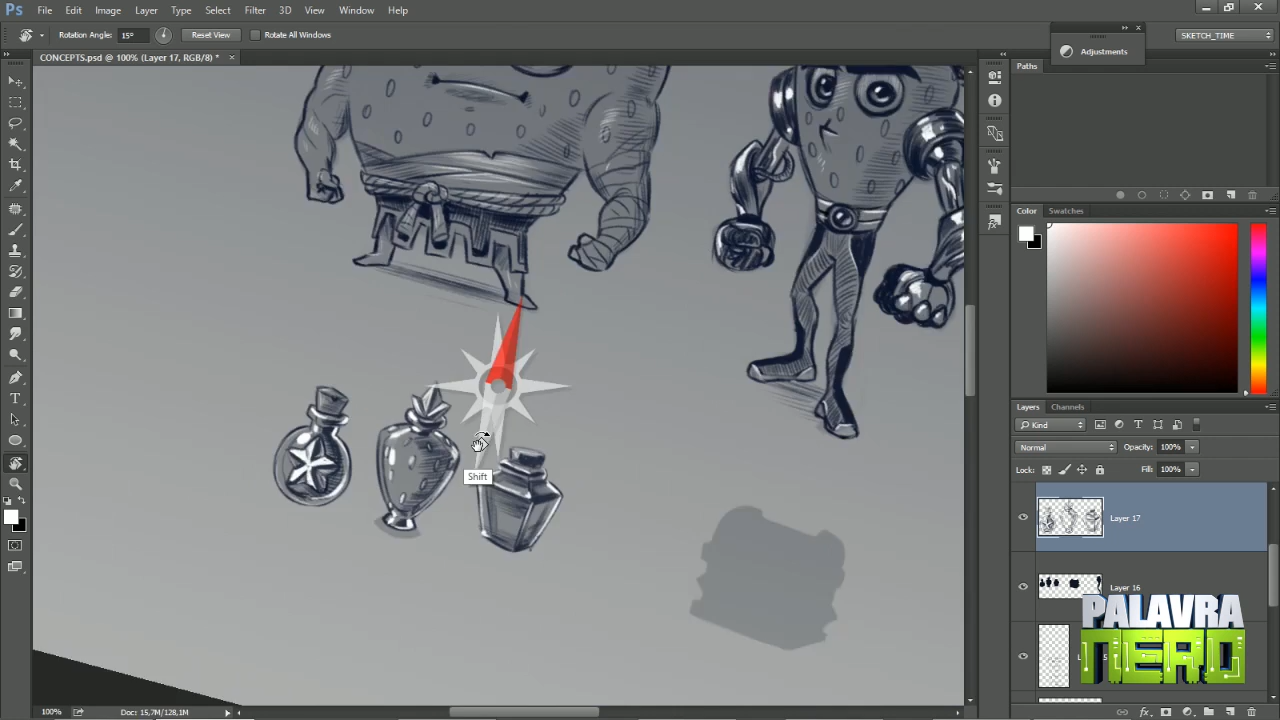 Ps File Edit Image Layer Type Select Filter 3D View Window Help
Rotation Angle: 15° Reset View Rotate All Windows
SKETCH_TIME
Adjustments
CONCEPTS.psd @ 100% (Layer 17, RGB/8) *
Paths
Color Swatches
Layers Channels
Kind
Normal Opacity: 100%
Lock: Fill: 100%
Shift
Layer 17
Layer 16
PALAVRA
NERD
100% Doc: 15,7M/128,1M